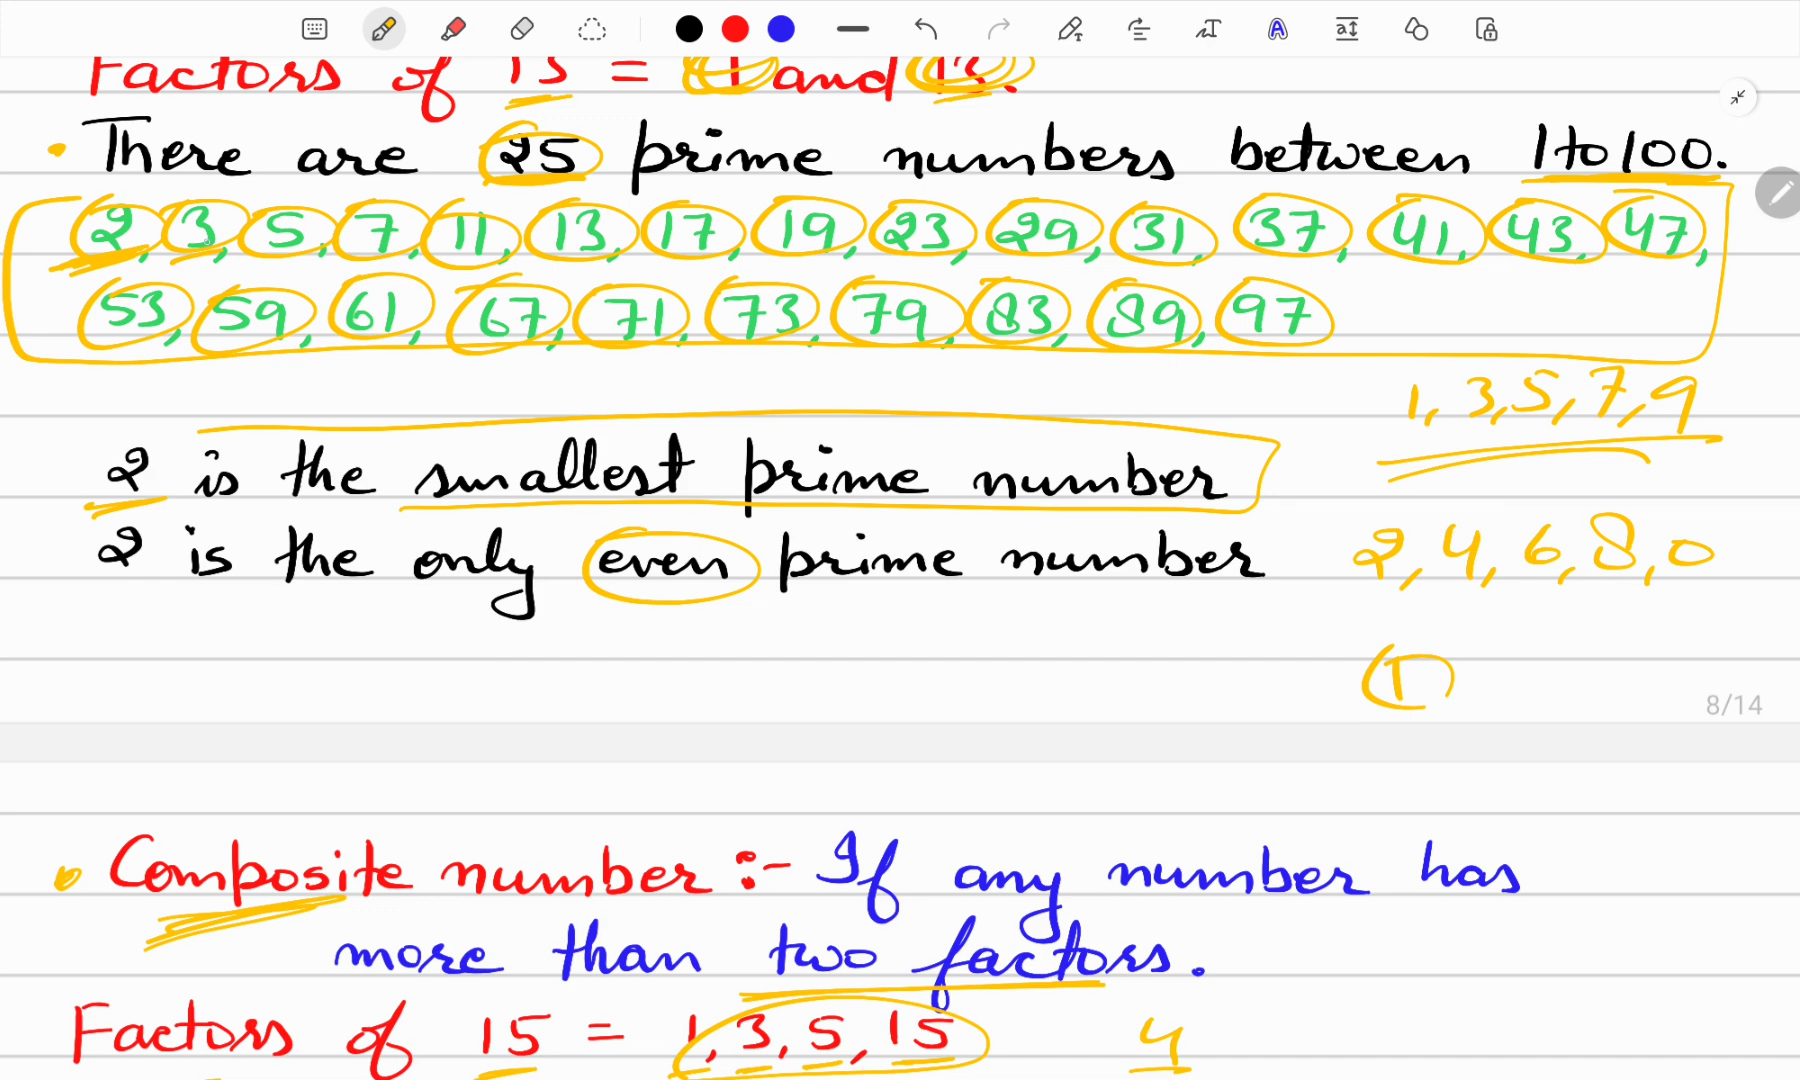 Factors of 13 = 1 and 13.
• There are 25 prime numbers between 1 to 100.
2, 3, 5, 7, 11, 13, 17, 19, 23, 29, 31, 37, 41, 43, 47,
53, 59, 61, 67, 71, 73, 79, 83, 89, 97
1, 3, 5, 7, 9
2 is the smallest prime number
2 is the only even prime number 2, 4, 6, 8, 0
1
8/14
• Composite number :- If any number has
more than two factors.
Factors of 15 = 1, 3, 5, 15 4